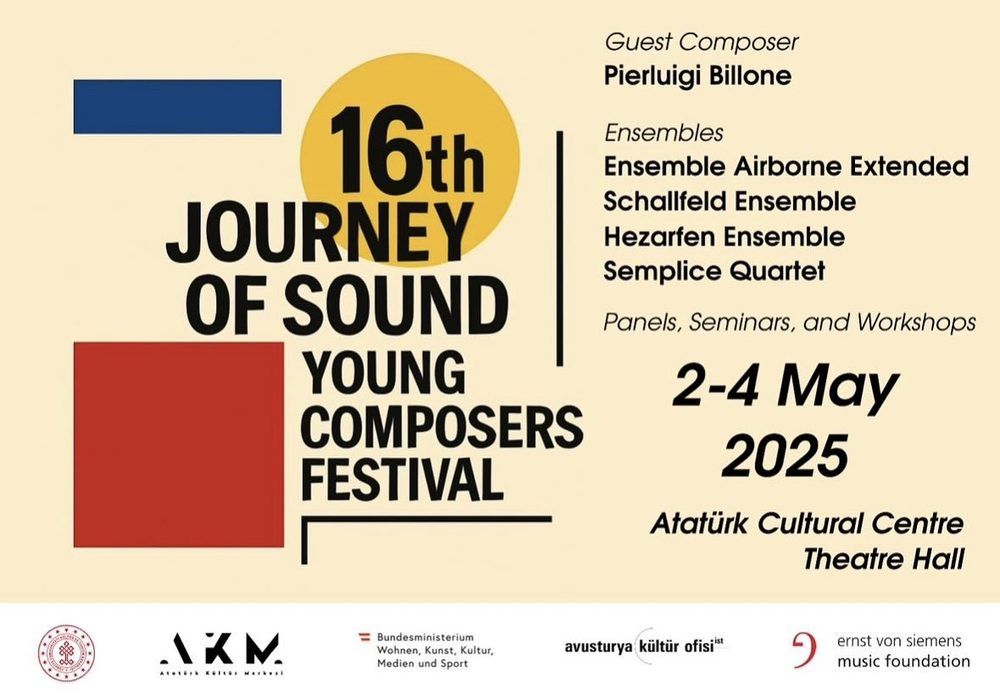 16th
JOURNEY
OF SOUND
YOUNG
COMPOSERS
FESTIVAL
Guest Composer
Pierluigi Billone
Ensembles
Ensemble Airborne Extended
Schallfeld Ensemble
Hezarfen Ensemble
Semplice Quartet
Panels, Seminars, and Workshops
2-4 May
2025
Atatürk Cultural Centre
Theatre Hall
AKM
Atatürk Kültür Merkezi
Bundesministerium
Wohnen, Kunst, Kultur,
Medien und Sport
avusturya kültür ofisi ist
ernst von siemens
music foundation